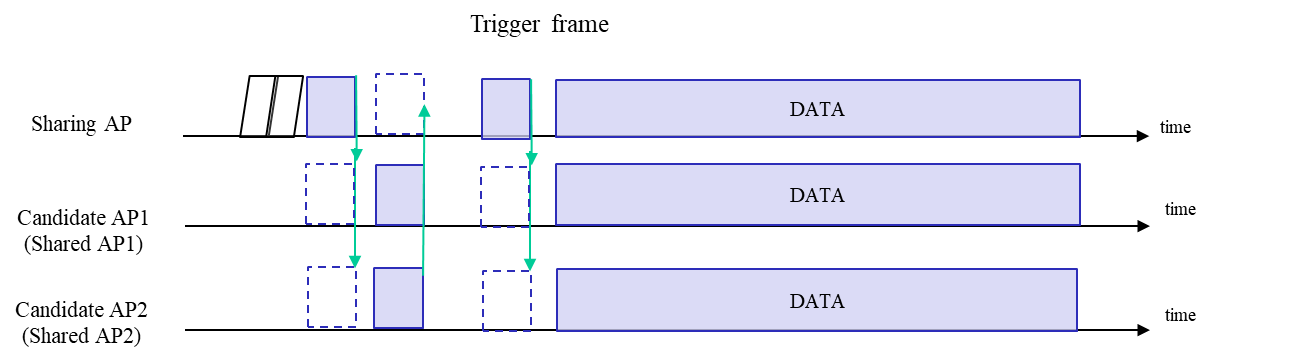 Trigger frame
Sharing AP
DATA
time
Candidate AP1
(Shared AP1)
DATA
time
Candidate AP2
(Shared AP2)
DATA
time